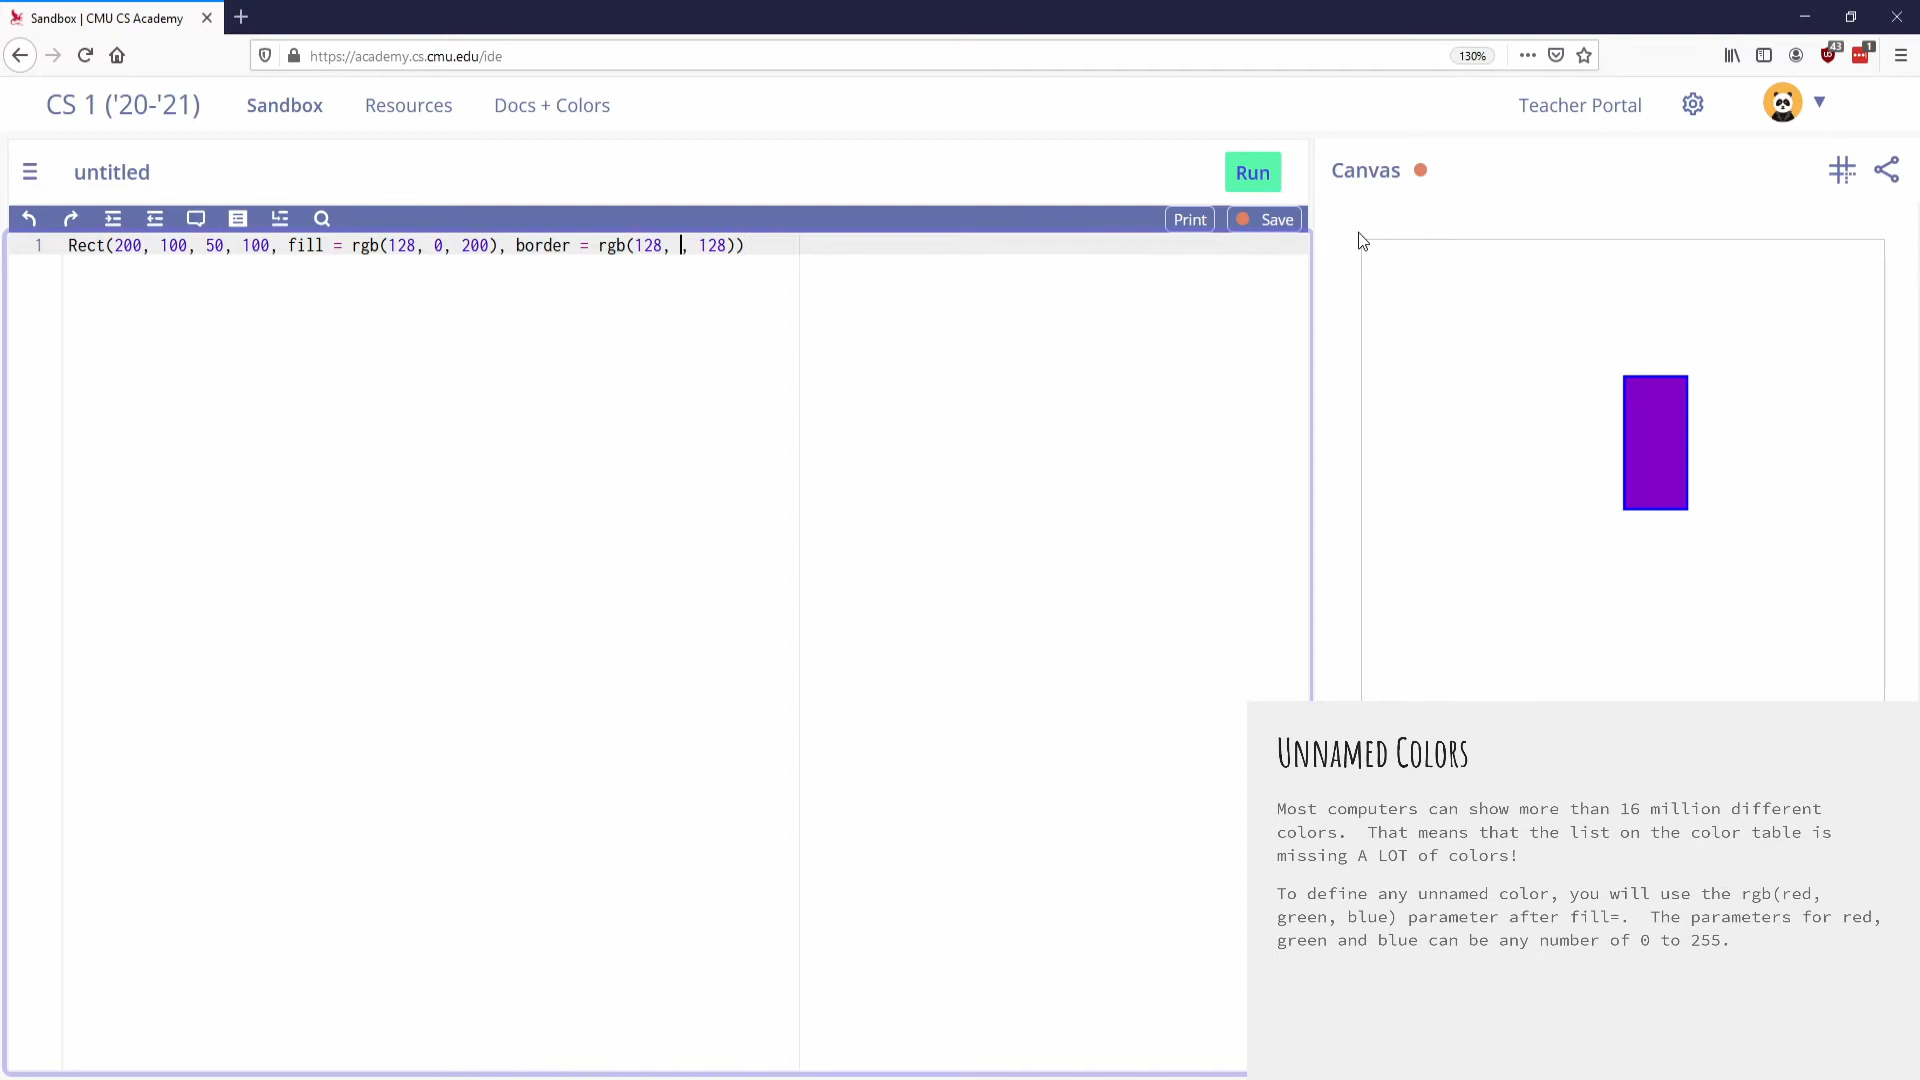 Sandbox | CMU CS Academy
https://academy.cs.cmu.edu/ide
130%
43
1
CS 1 ('20-'21)
Sandbox
Resources
Docs + Colors
Teacher Portal
untitled
Run
Canvas
Print
Save
1 Rect(200, 100, 50, 100, fill = rgb(128, 0, 200), border = rgb(128, , 128))
Unnamed Colors
Most computers can show more than 16 million different
colors. That means that the list on the color table is
missing A LOT of colors!
To define any unnamed color, you will use the rgb(red,
green, blue) parameter after fill=. The parameters for red,
green and blue can be any number of 0 to 255.